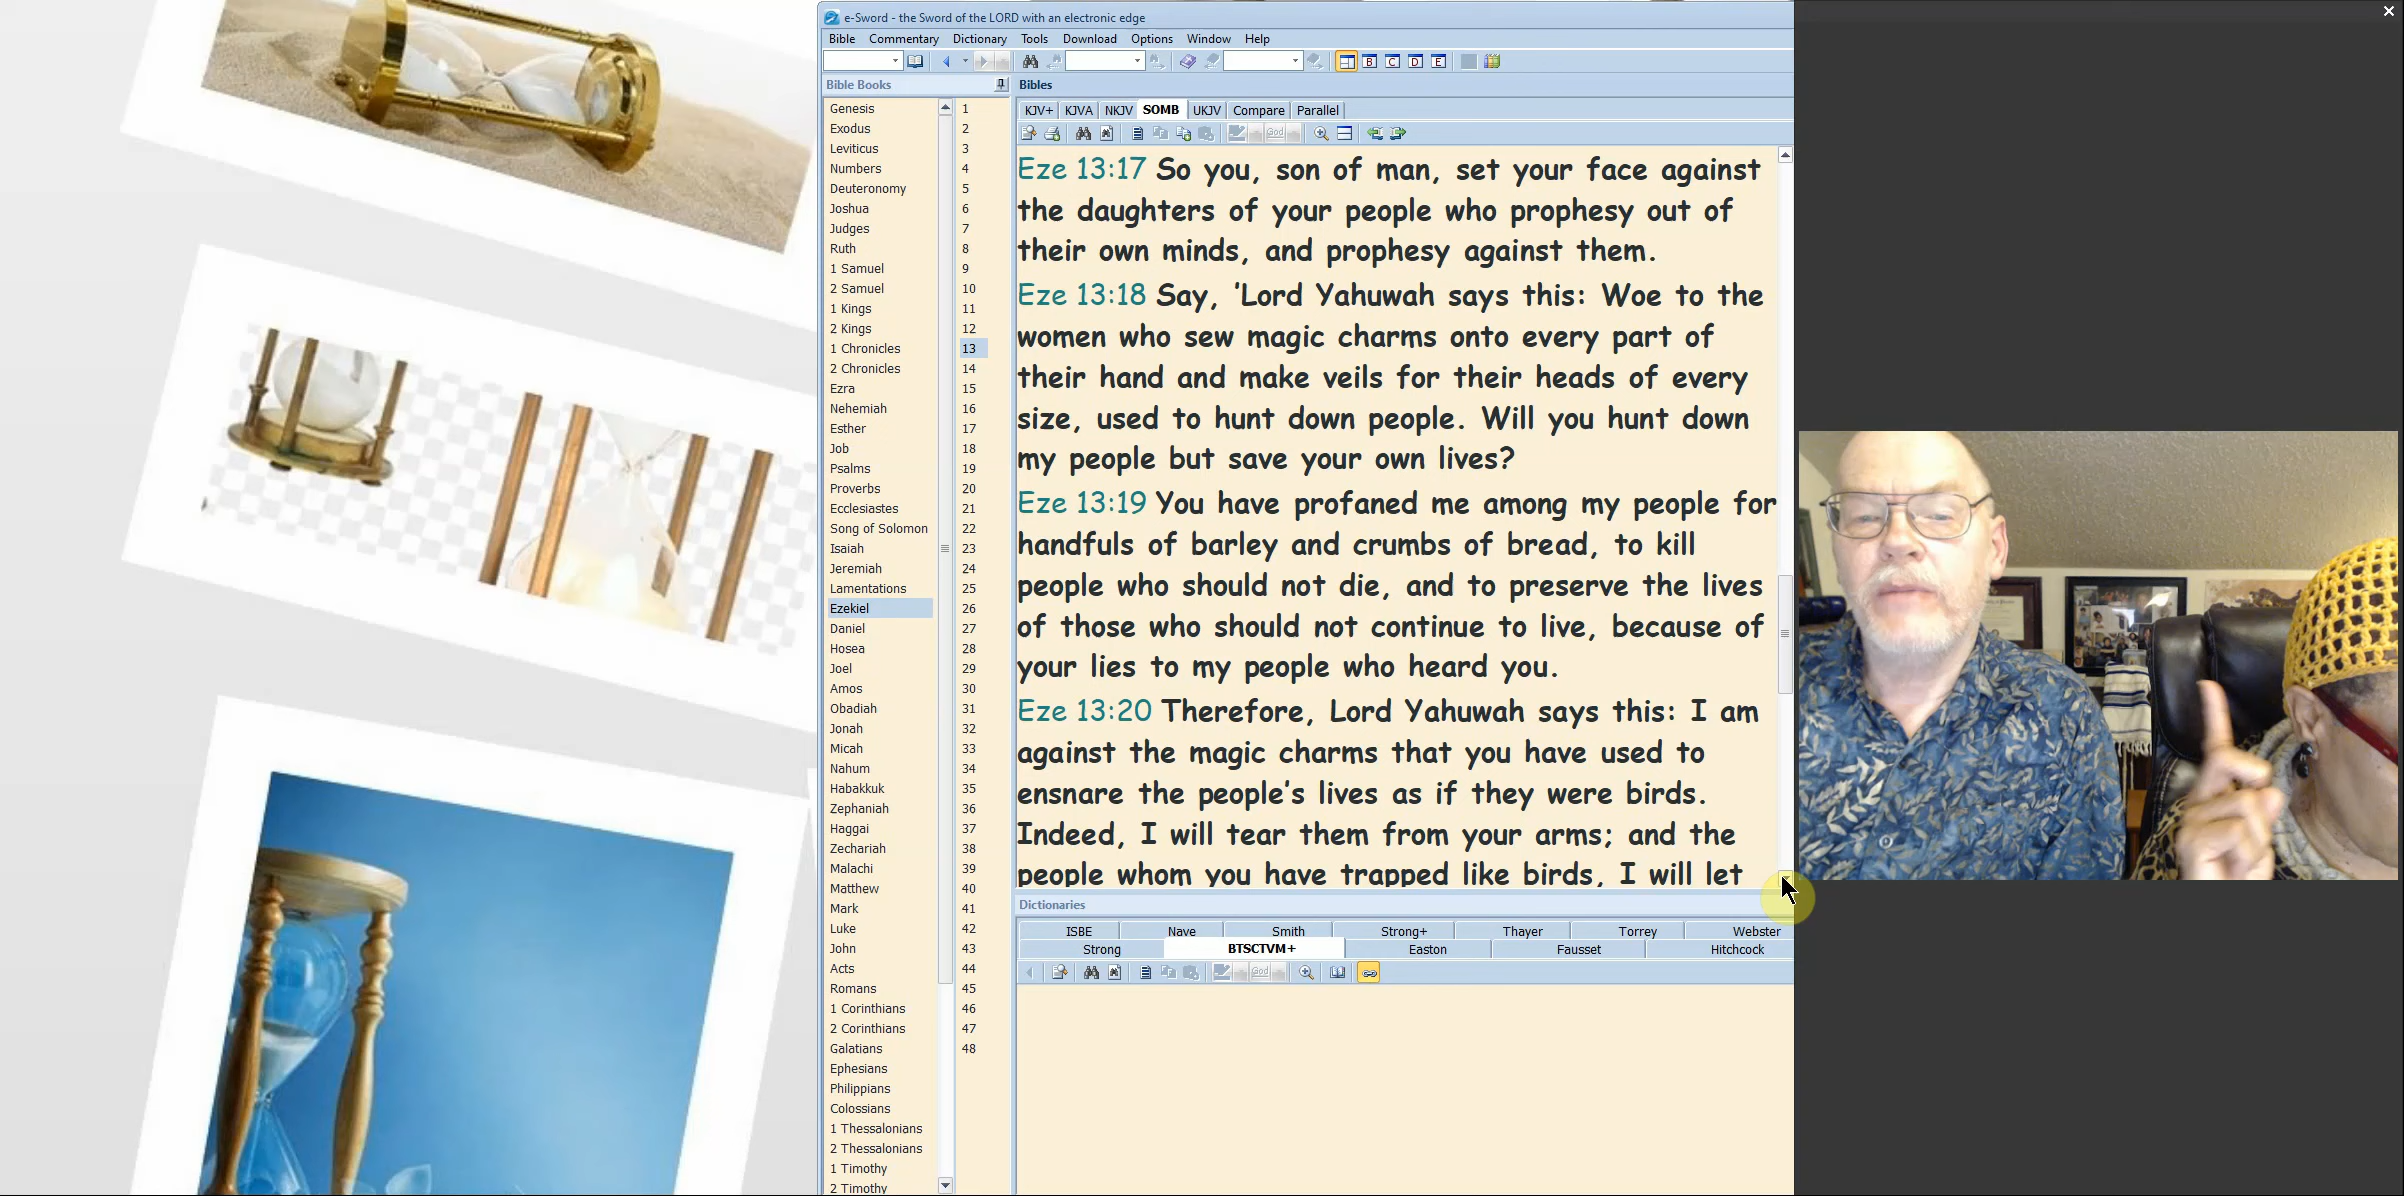 e-Sword - the Sword of the LORD with an electronic edge
Bible Commentary Dictionary Tools Download Options Window Help
B C D E
Bible Books
Bibles
KJV+ KJVA NKJV SOMB UKJV Compare Parallel
God
Genesis 1
Exodus 2
Leviticus 3
Numbers 4
Deuteronomy 5
Joshua 6
Judges 7
Ruth 8
1 Samuel 9
2 Samuel 10
1 Kings 11
2 Kings 12
1 Chronicles 13
2 Chronicles 14
Ezra 15
Nehemiah 16
Esther 17
Job 18
Psalms 19
Proverbs 20
Ecclesiastes 21
Song of Solomon 22
Isaiah 23
Jeremiah 24
Lamentations 25
Ezekiel 26
Daniel 27
Hosea 28
Joel 29
Amos 30
Obadiah 31
Jonah 32
Micah 33
Nahum 34
Habakkuk 35
Zephaniah 36
Haggai 37
Zechariah 38
Malachi 39
Matthew 40
Mark 41
Luke 42
John 43
Acts 44
Romans 45
1 Corinthians 46
2 Corinthians 47
Galatians 48
Ephesians
Philippians
Colossians
1 Thessalonians
2 Thessalonians
1 Timothy
2 Timothy
Eze 13:17 So you, son of man, set your face against
the daughters of your people who prophesy out of
their own minds, and prophesy against them.
Eze 13:18 Say, 'Lord Yahuwah says this: Woe to the
women who sew magic charms onto every part of
their hand and make veils for their heads of every
size, used to hunt down people. Will you hunt down
my people but save your own lives?
Eze 13:19 You have profaned me among my people for
handfuls of barley and crumbs of bread, to kill
people who should not die, and to preserve the lives
of those who should not continue to live, because of
your lies to my people who heard you.
Eze 13:20 Therefore, Lord Yahuwah says this: I am
against the magic charms that you have used to
ensnare the people's lives as if they were birds.
Indeed, I will tear them from your arms; and the
people whom you have trapped like birds, I will let
Dictionaries
ISBE Nave Smith Strong+ Thayer Torrey Webster
Strong BTSCTVM+ Easton Fausset Hitchcock
God